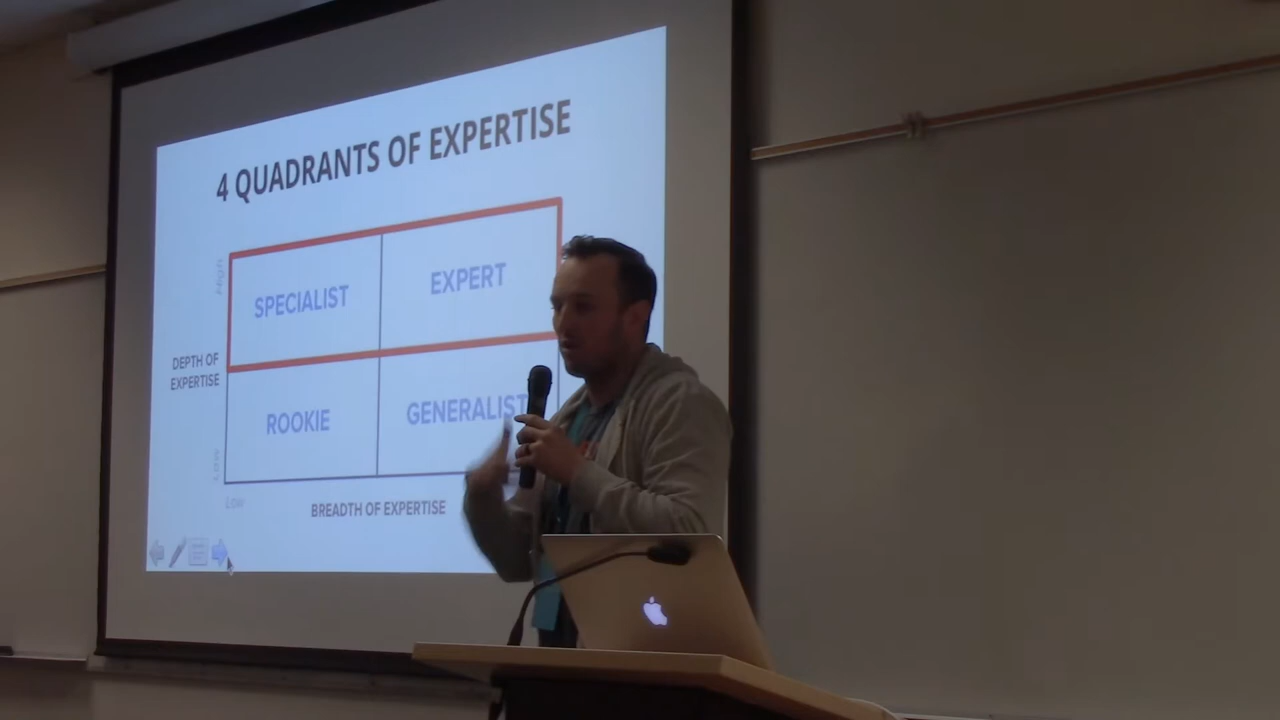 4 QUADRANTS OF EXPERTISE
High
SPECIALIST
EXPERT
DEPTH OF
EXPERTISE
ROOKIE
GENERALIST
Low
Low
BREADTH OF EXPERTISE